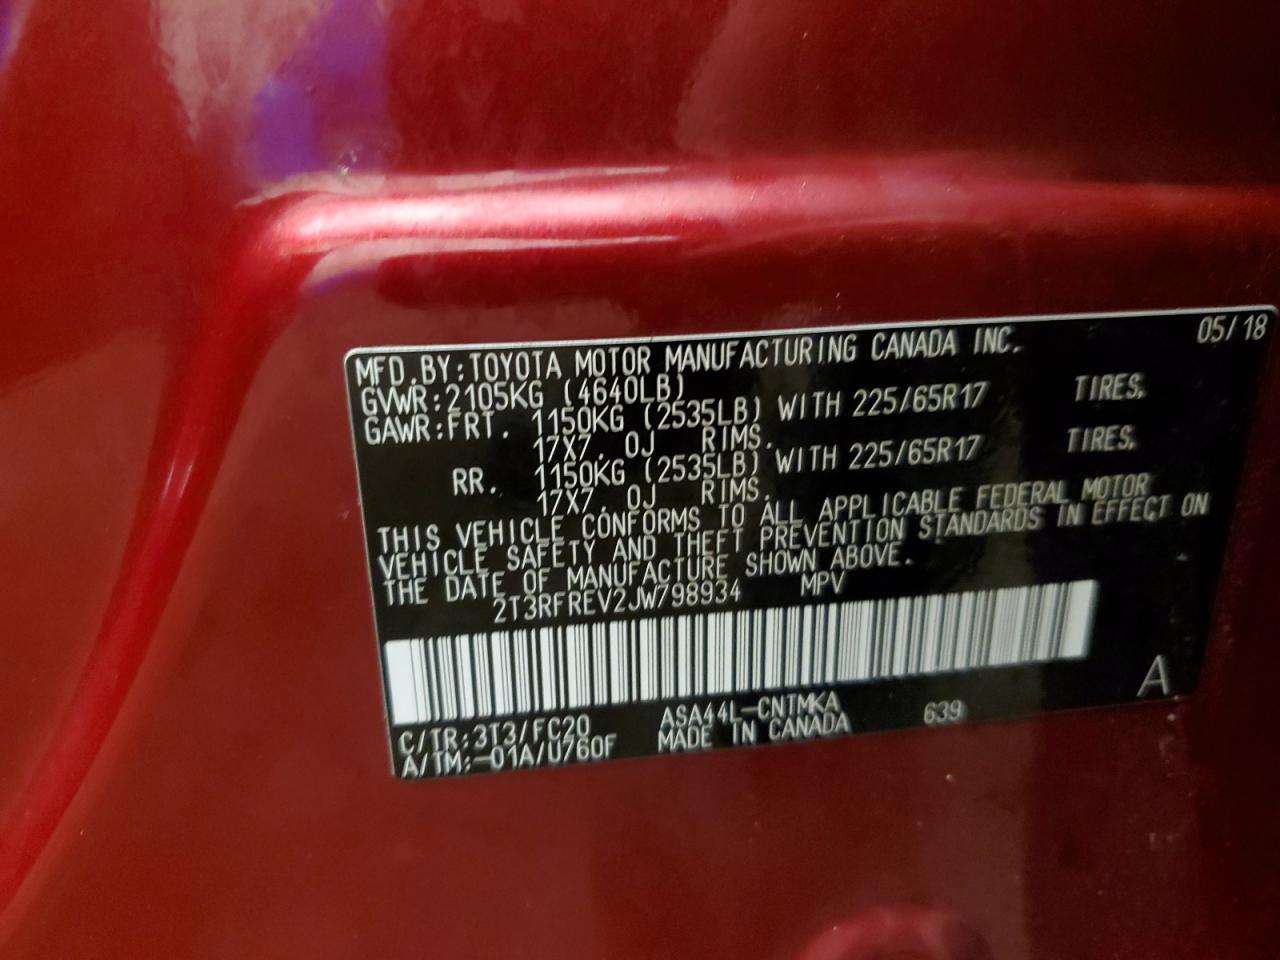 MFD.BY:TOYOTA MOTOR MANUFACTURING CANADA INC. 05/18
GVWR:2105KG (4640LB)
GAWR:FRT. 1150KG (2535LB) WITH 225/65R17 TIRES,
17X7.0J RIMS.
RR. 1150KG (2535LB) WITH 225/65R17 TIRES,
17X7.0J RIMS.
THIS VEHICLE CONFORMS TO ALL APPLICABLE FEDERAL MOTOR
VEHICLE SAFETY AND THEFT PREVENTION STANDARDS IN EFFECT ON
THE DATE OF MANUFACTURE SHOWN ABOVE.
2T3RFREV2JW798934 MPV
A
C/TR:3T3/FC20 ASA44L-CNTMKA 639
A/TM:-01A/U760F MADE IN CANADA